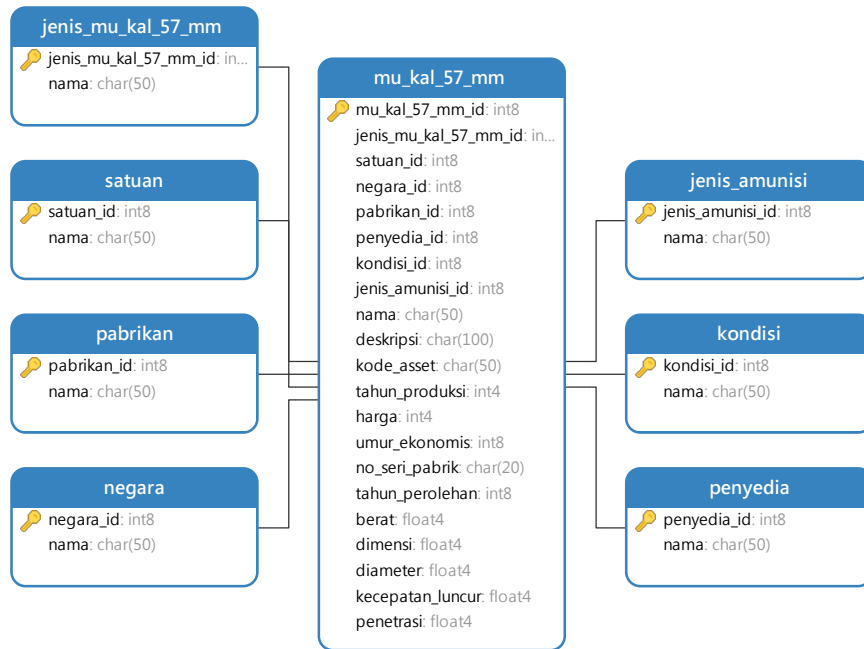 jenis_mu_kal_57_mm
jenis_mu_kal_57_mm_id: in...
nama: char(50)
satuan
satuan_id: int8
nama: char(50)
pabrikan
pabrikan_id: int8
nama: char(50)
negara
negara_id: int8
nama: char(50)
mu_kal_57_mm
mu_kal_57_mm_id: int8
jenis_mu_kal_57_mm_id: in...
satuan_id: int8
negara_id: int8
pabrikan_id: int8
penyedia_id: int8
kondisi_id: int8
jenis_amunisi_id: int8
nama: char(50)
deskripsi: char(100)
kode_asset: char(50)
tahun_produksi: int4
harga: int4
umur_ekonomis: int8
no_seri_pabrik: char(20)
tahun_perolehan: int8
berat: float4
dimensi: float4
diameter: float4
kecepatan_luncur: float4
penetrasi: float4
jenis_amunisi
jenis_amunisi_id: int8
nama: char(50)
kondisi
kondisi_id: int8
nama: char(50)
penyedia
penyedia_id: int8
nama: char(50)